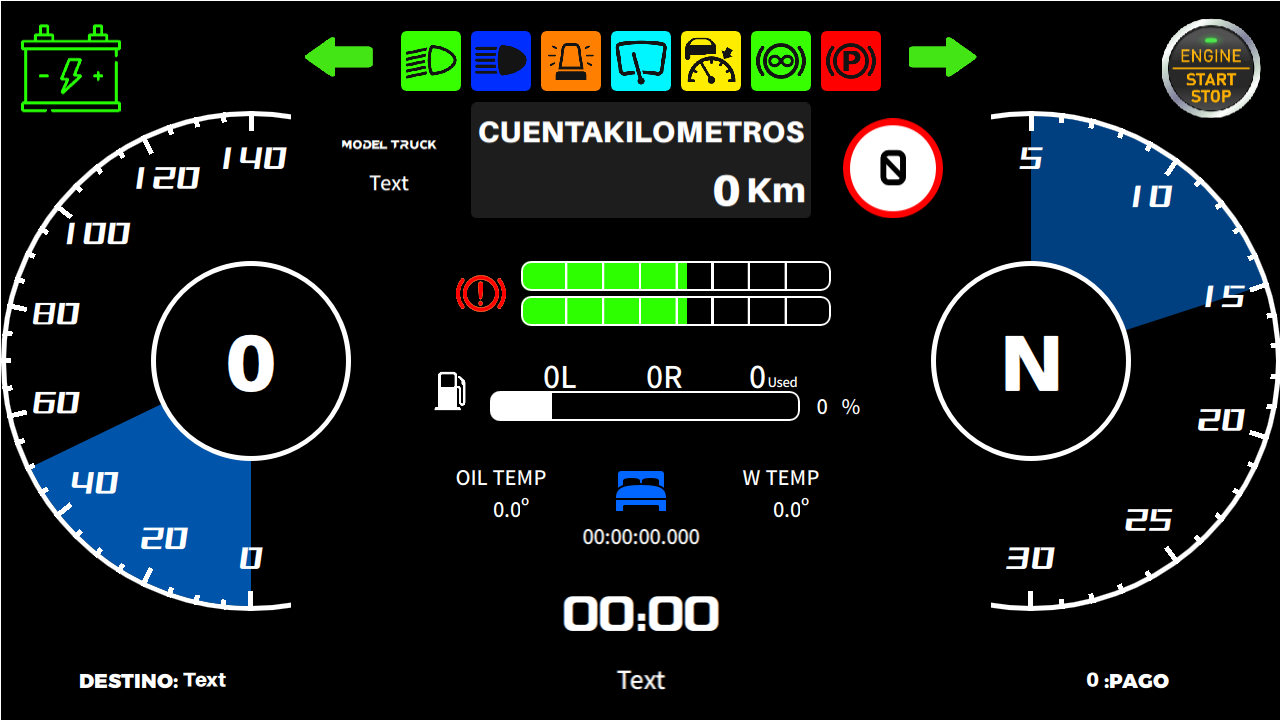 ENGINE
START
STOP
P
CUENTAKILOMETROS
0 Km
MODEL TRUCK
Text
0
140
120
100
80
60
40
20
0
0
5
10
15
20
25
30
N
!
0L 0R 0 Used
0 %
OIL TEMP
0.0°
W TEMP
0.0°
00:00:00.000
00:00
Text
DESTINO: Text
0 :PAGO